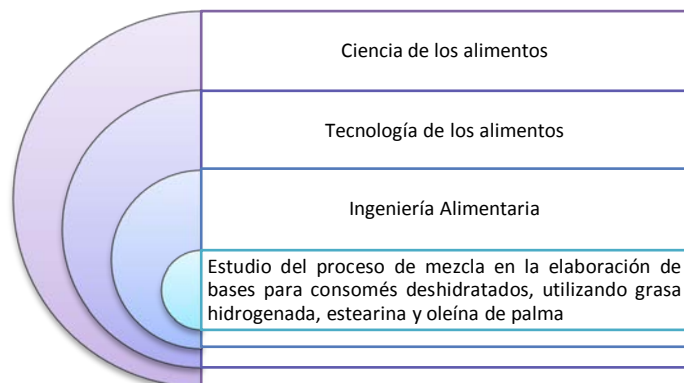 Ciencia de los alimentos
Tecnología de los alimentos
Ingeniería Alimentaria
Estudio del proceso de mezcla en la elaboración de
bases para consomés deshidratados, utilizando grasa
hidrogenada, estearina y oleína de palma